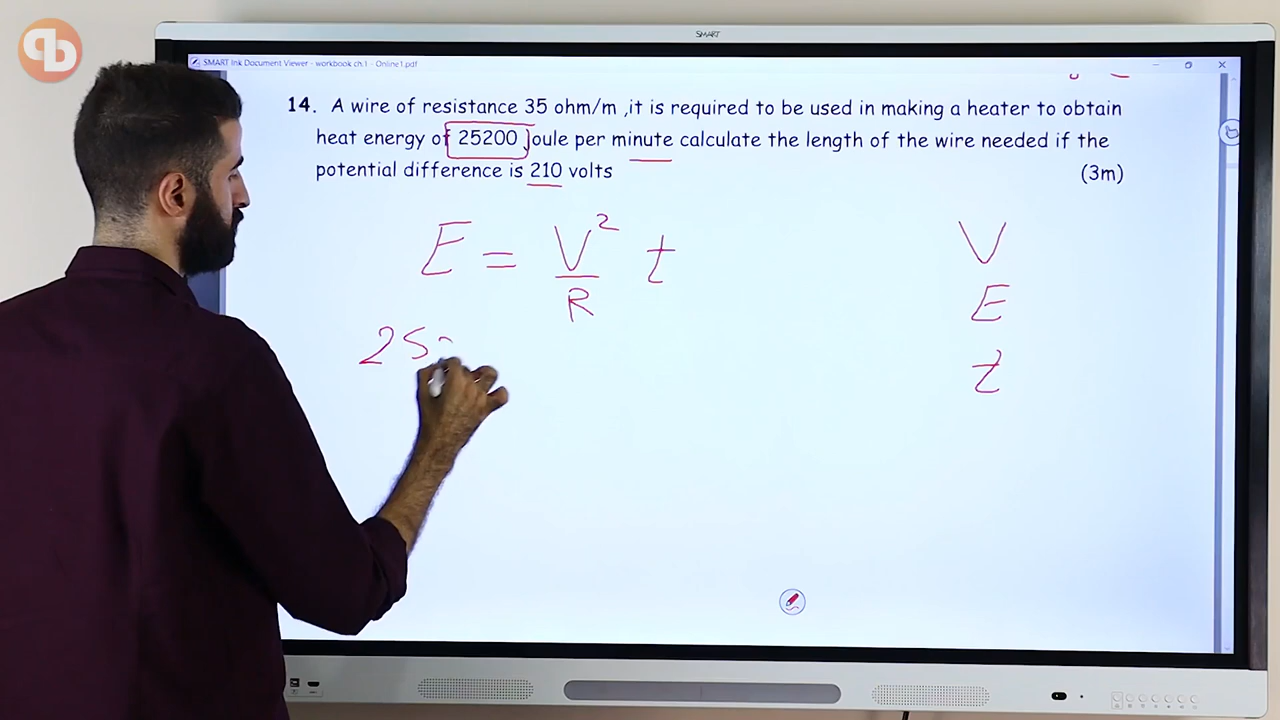 SMART
SMART Ink Document Viewer - workbook ch.1 - Online1.pdf
14. A wire of resistance 35 ohm/m ,it is required to be used in making a heater to obtain
heat energy of 25200 joule per minute calculate the length of the wire needed if the
potential difference is 210 volts (3m)
E = V² t
R
V
E
t
25